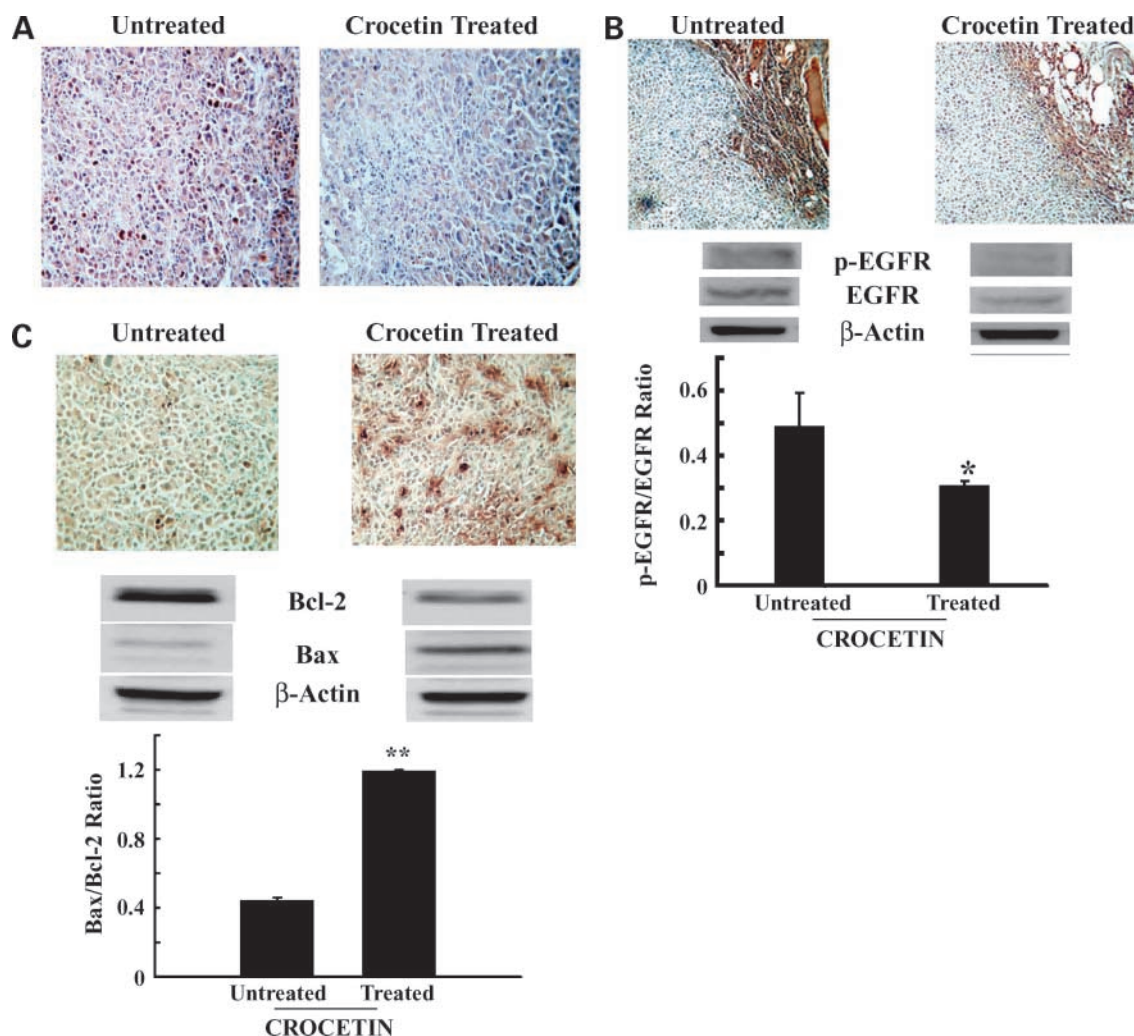 A
Untreated
Crocetin Treated
B
Untreated
Crocetin Treated
p-EGFR
EGFR
β-Actin
p-EGFR/EGFR Ratio
0.6
0.4
0.2
0
*
Untreated
Treated
CROCETIN
C
Untreated
Crocetin Treated
Bcl-2
Bax
β-Actin
Bax/Bcl-2 Ratio
1.2
0.8
0.4
0
**
Untreated
Treated
CROCETIN